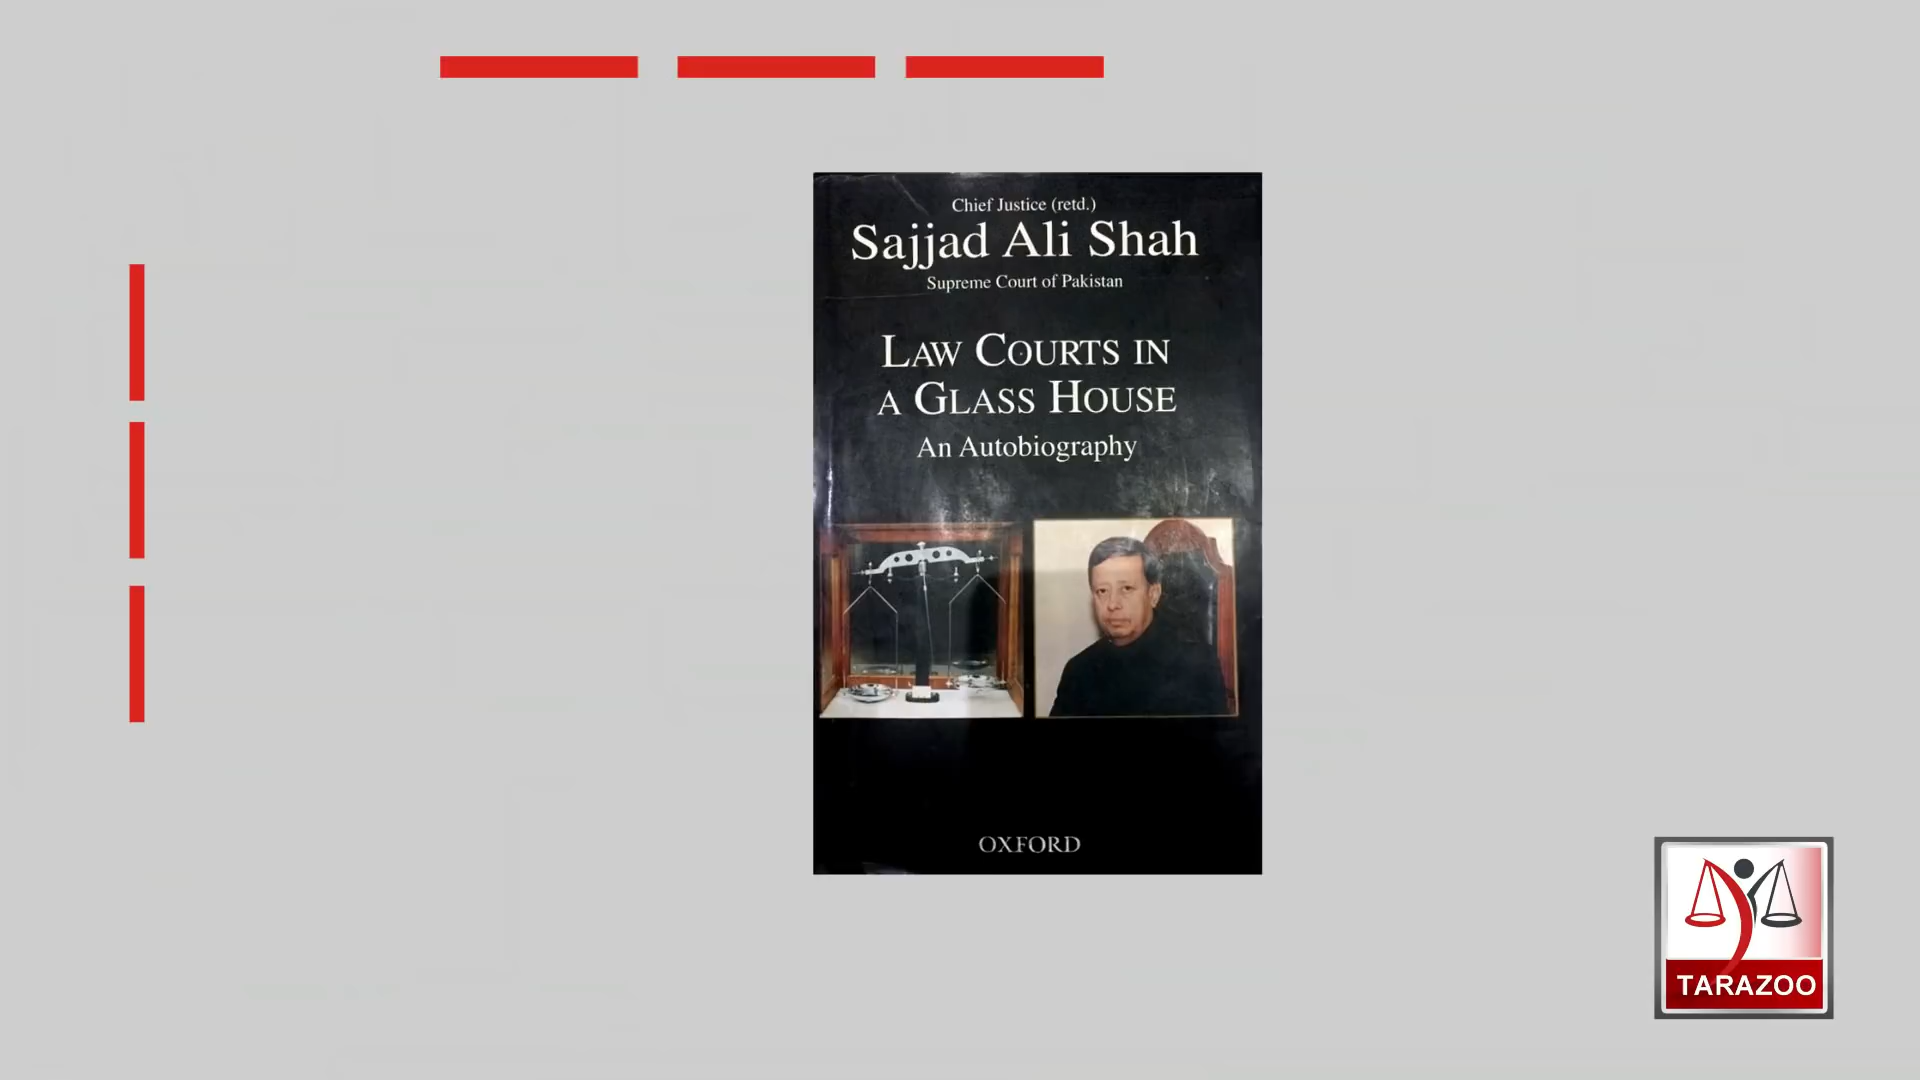 Chief Justice (retd.)
Sajjad Ali Shah
Supreme Court of Pakistan
LAW COURTS IN
A GLASS HOUSE
An Autobiography
OXFORD
TARAZOO